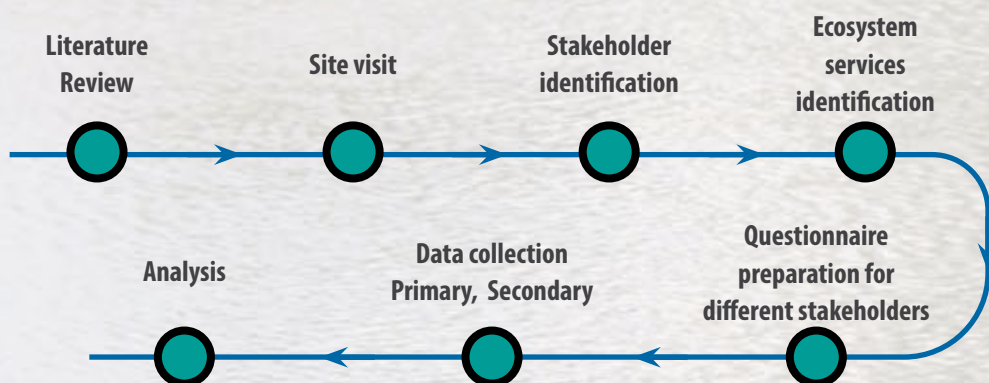 Literature
Review
Site visit
Stakeholder
identification
Ecosystem
services
identification
Questionnaire
preparation for
different stakeholders
Data collection
Primary, Secondary
Analysis